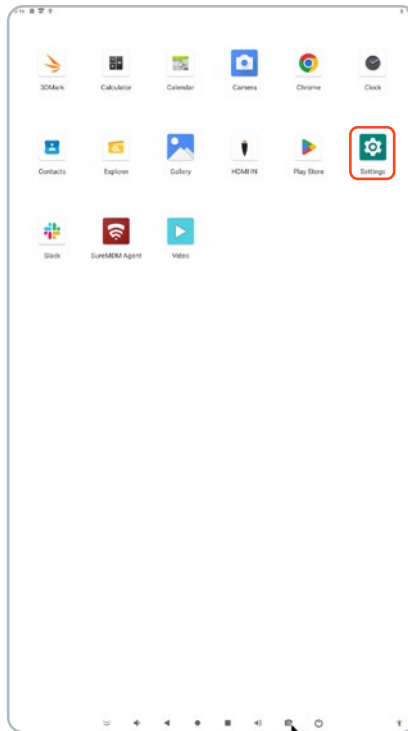 3DMark Calculator Calendar Camera Chrome Clock
Contacts Explorer Gallery HDMI IN Play Store Settings
Slack SureMDM Agent Video